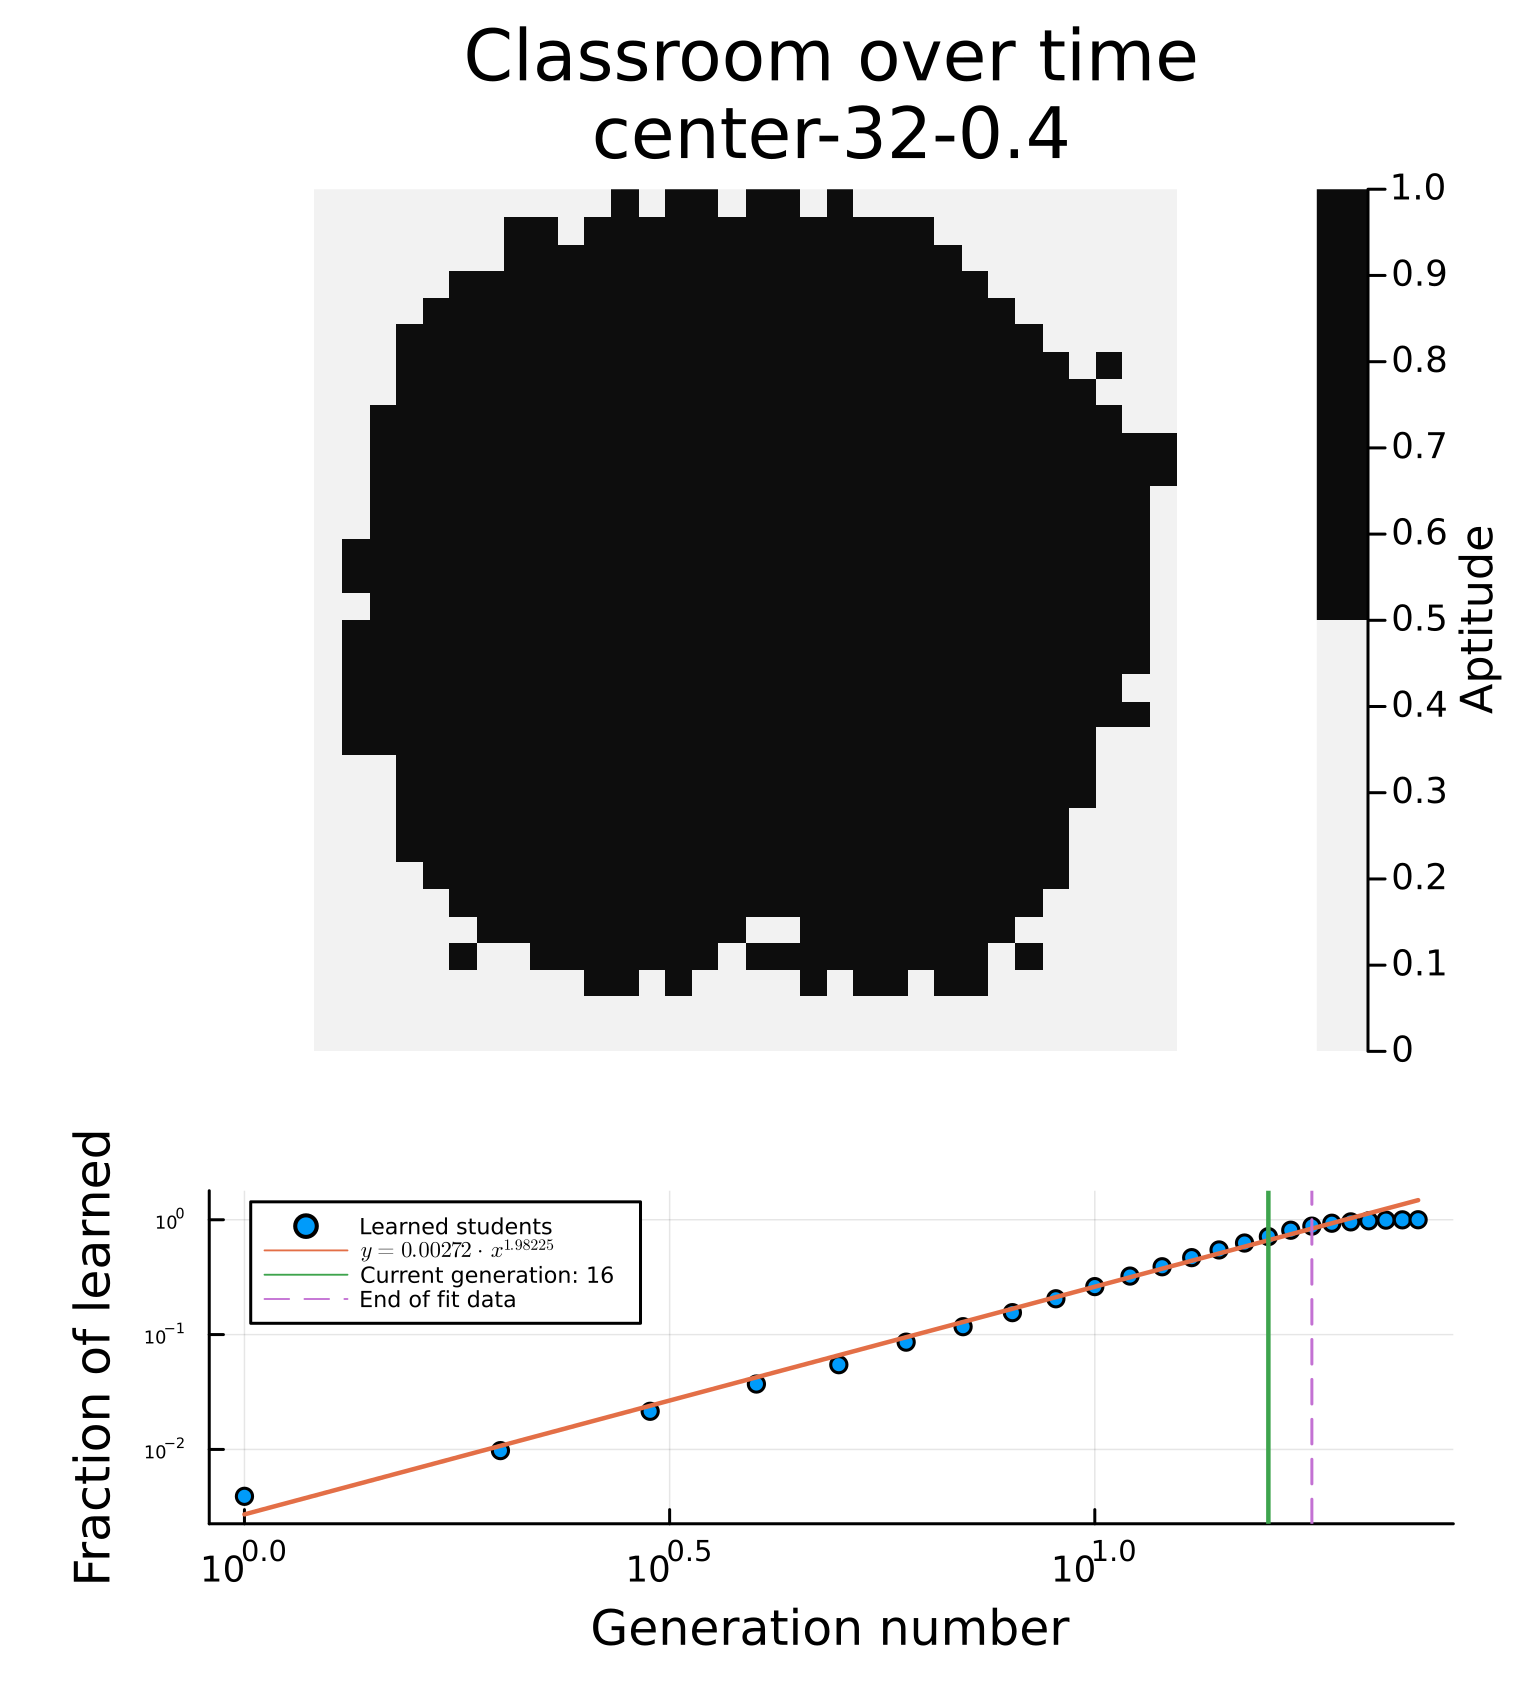 Classroom over time
center-32-0.4
1.0
0.9
0.8
0.7
0.6
0.5
0.4
0.3
0.2
0.1
0
Aptitude
Fraction of learned
10^0
10^−1
10^−2
Learned students
y = 0.00272 · x^1.98225
Current generation: 16
End of fit data
10^0.0
10^0.5
10^1.0
Generation number